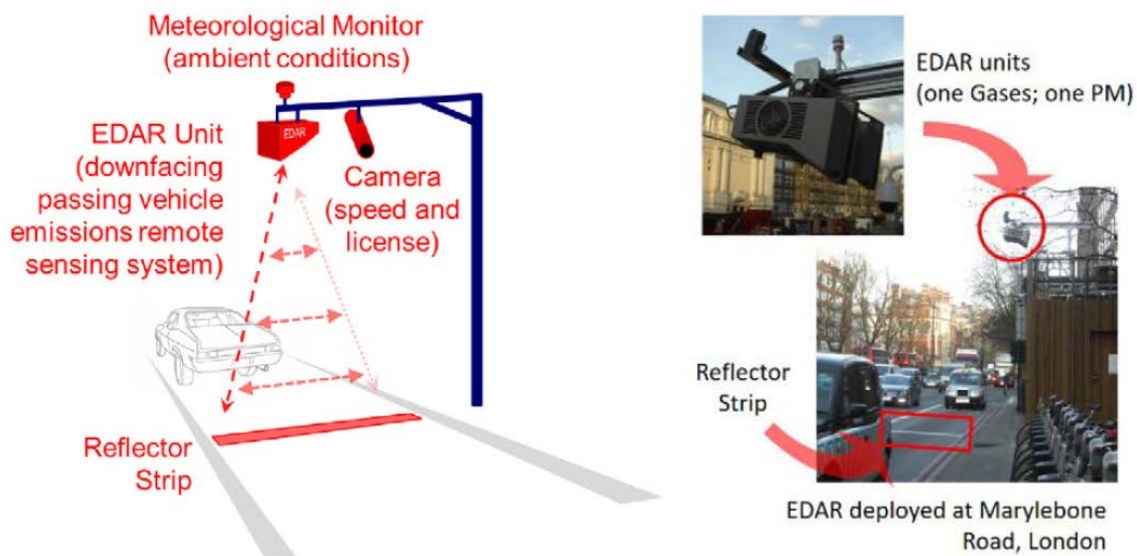 Meteorological Monitor
(ambient conditions)
EDAR
EDAR Unit
(downfacing
passing vehicle
emissions remote
sensing system)
Camera
(speed and
license)
Reflector
Strip
EDAR units
(one Gases; one PM)
Reflector
Strip
EDAR deployed at Marylebone
Road, London